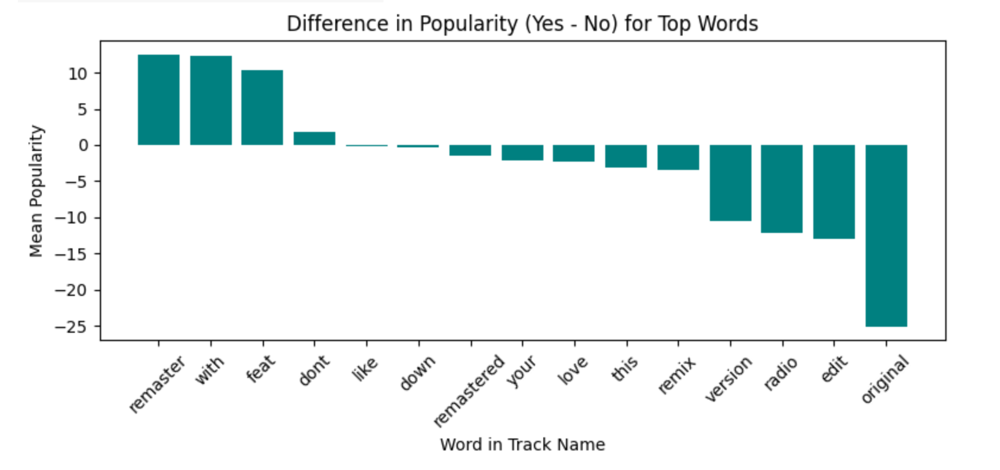 Difference in Popularity (Yes - No) for Top Words
Mean Popularity
10
5
0
−5
−10
−15
−20
−25
remaster
with
feat
dont
like
down
remastered
your
love
this
remix
version
radio
edit
original
Word in Track Name